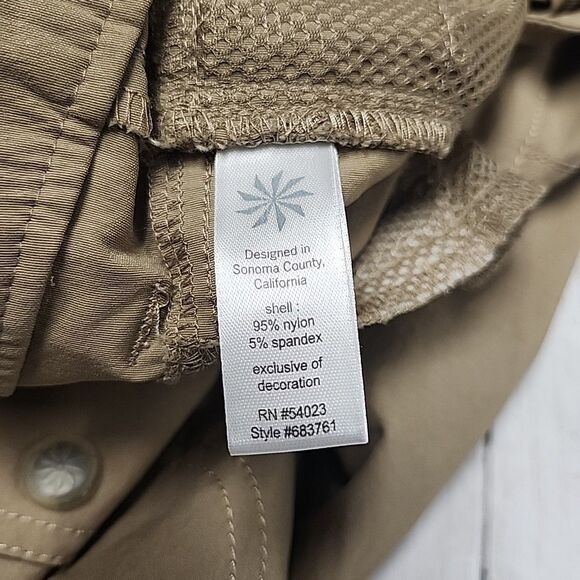 Designed in
Sonoma County,
California
shell :
95% nylon
5% spandex
exclusive of
decoration
RN #54023
Style #683761